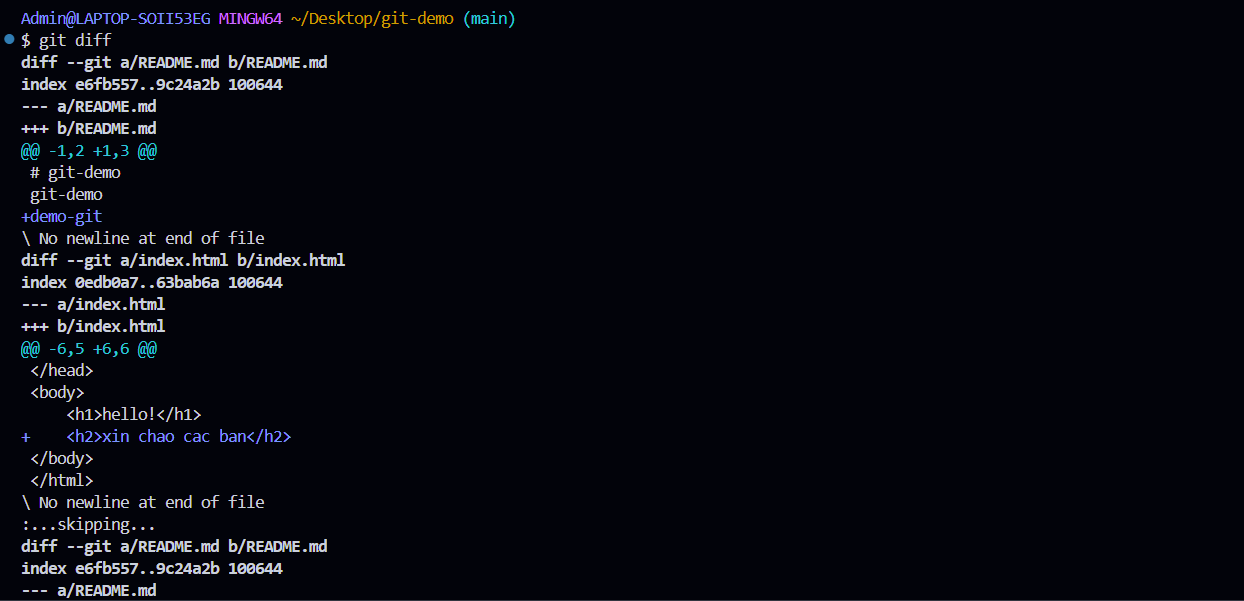 Admin@LAPTOP-SOII53EG MINGW64 ~/Desktop/git-demo (main)
$ git diff
diff --git a/README.md b/README.md
index e6fb557..9c24a2b 100644
--- a/README.md
+++ b/README.md
@@ -1,2 +1,3 @@
 # git-demo
 git-demo
+demo-git
\ No newline at end of file
diff --git a/index.html b/index.html
index 0edb0a7..63bab6a 100644
--- a/index.html
+++ b/index.html
@@ -6,5 +6,6 @@
 </head>
 <body>
     <h1>hello!</h1>
+    <h2>xin chao cac ban</h2>
 </body>
 </html>
\ No newline at end of file
:...skipping...
diff --git a/README.md b/README.md
index e6fb557..9c24a2b 100644
--- a/README.md